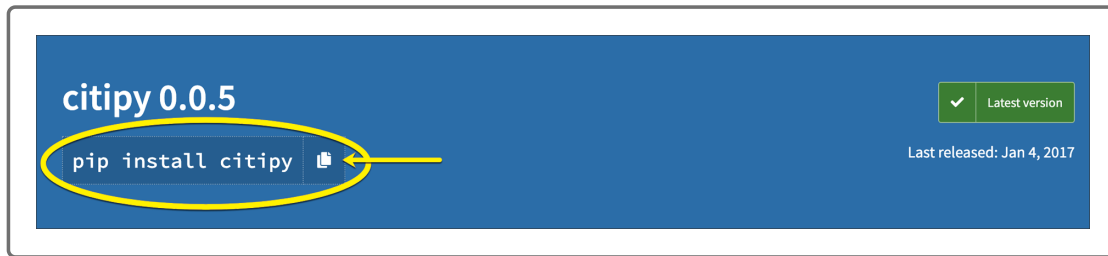 citipy 0.0.5
pip install citipy
Latest version
Last released: Jan 4, 2017